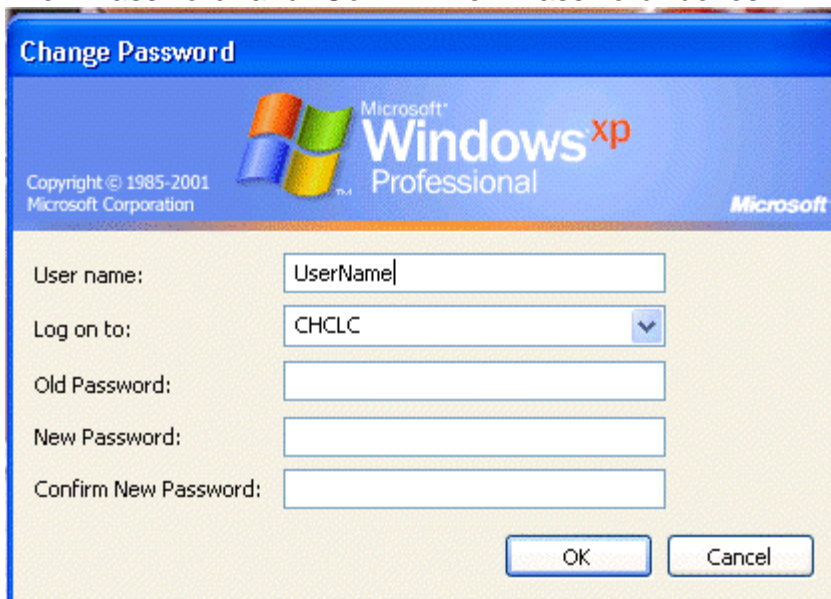 Change Password
Microsoft®
Windows xp
Professional
Copyright © 1985-2001
Microsoft Corporation
TM
Microsoft
User name:
UserName
Log on to:
CHCLC
Old Password:
New Password:
Confirm New Password:
OK
Cancel